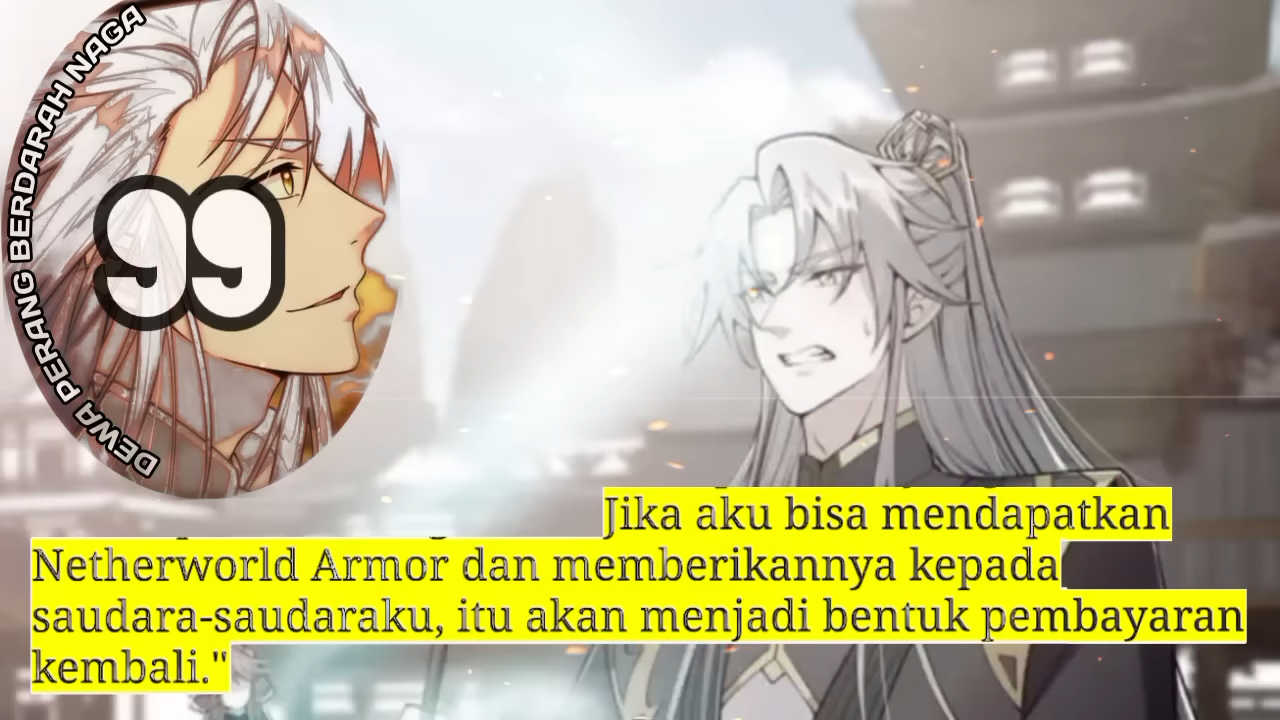 DEWA PERANG BERDARAH NAGA
99
Jika aku bisa mendapatkan
Netherworld Armor dan memberikannya kepada
saudara-saudaraku, itu akan menjadi bentuk pembayaran
kembali."